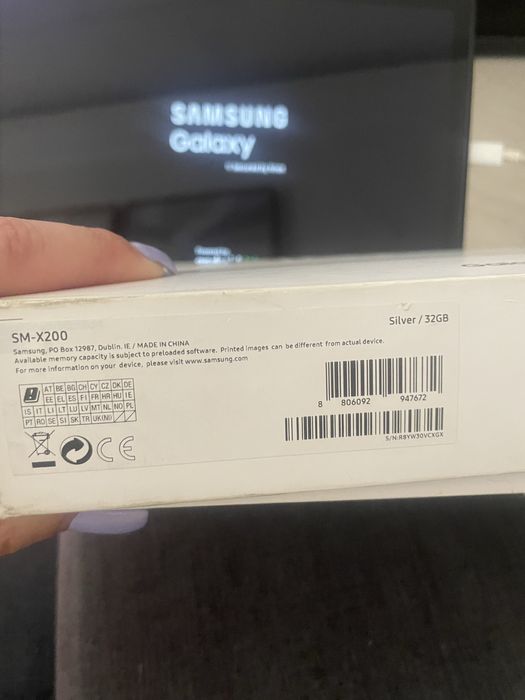 SAMSUNG
Galaxy
SM-X200
Silver / 32GB
Samsung, PO Box 12987, Dublin. IE / MADE IN CHINA
Available memory capacity is subject to preloaded software. Printed images can be different from actual device.
For more information on your device, please visit www.samsung.com
AT BE BG CH CY CZ DK DE
EE EL ES FI FR HR HU IE
IS IT LI LT LU LV MT NL NO PL
PT RO SE SI SK TR UK(NI)
8 806092 947672
S/N:R8YW30VCXGX
CE